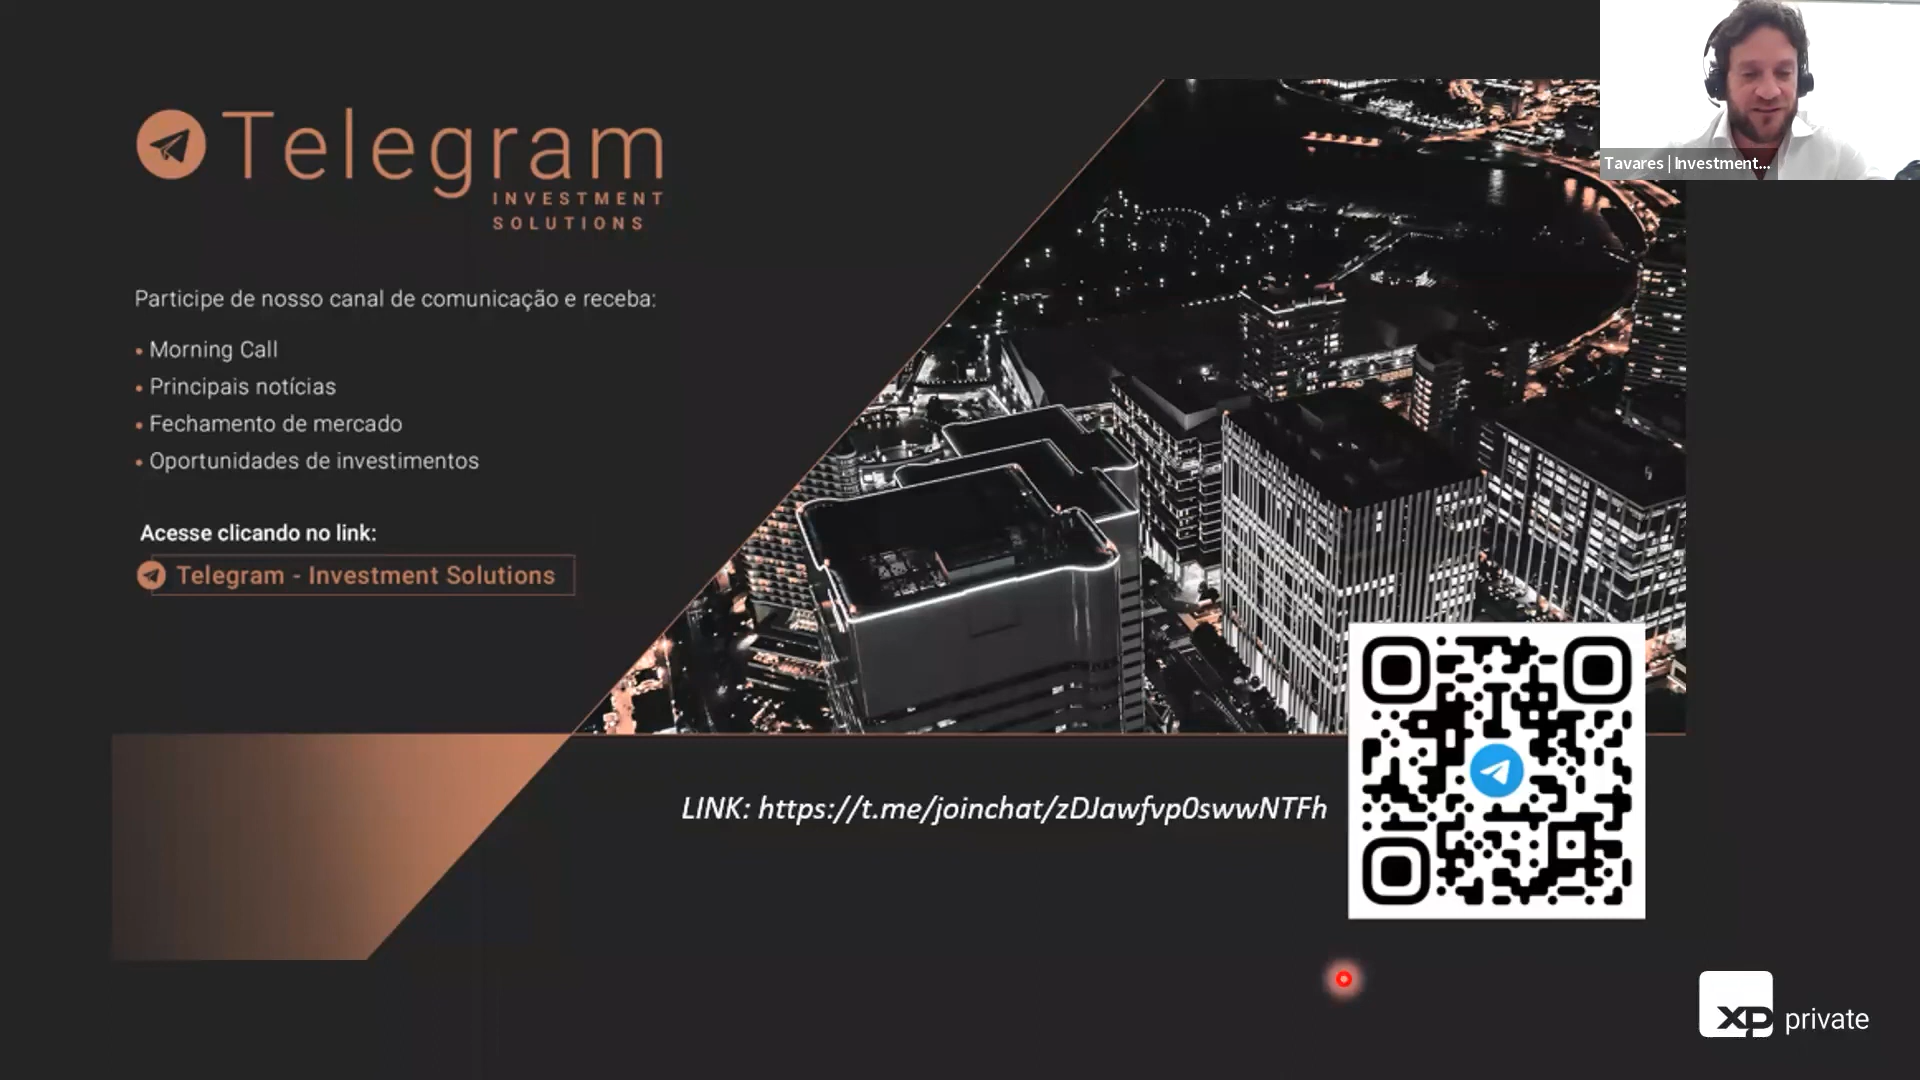 Telegram
INVESTMENT
SOLUTIONS
Participe de nosso canal de comunicação e receba:
• Morning Call
• Principais notícias
• Fechamento de mercado
• Oportunidades de investimentos
Acesse clicando no link:
Telegram - Investment Solutions
LINK: https://t.me/joinchat/zDJawfvp0swwNTFh
Tavares | Investment...
xp private